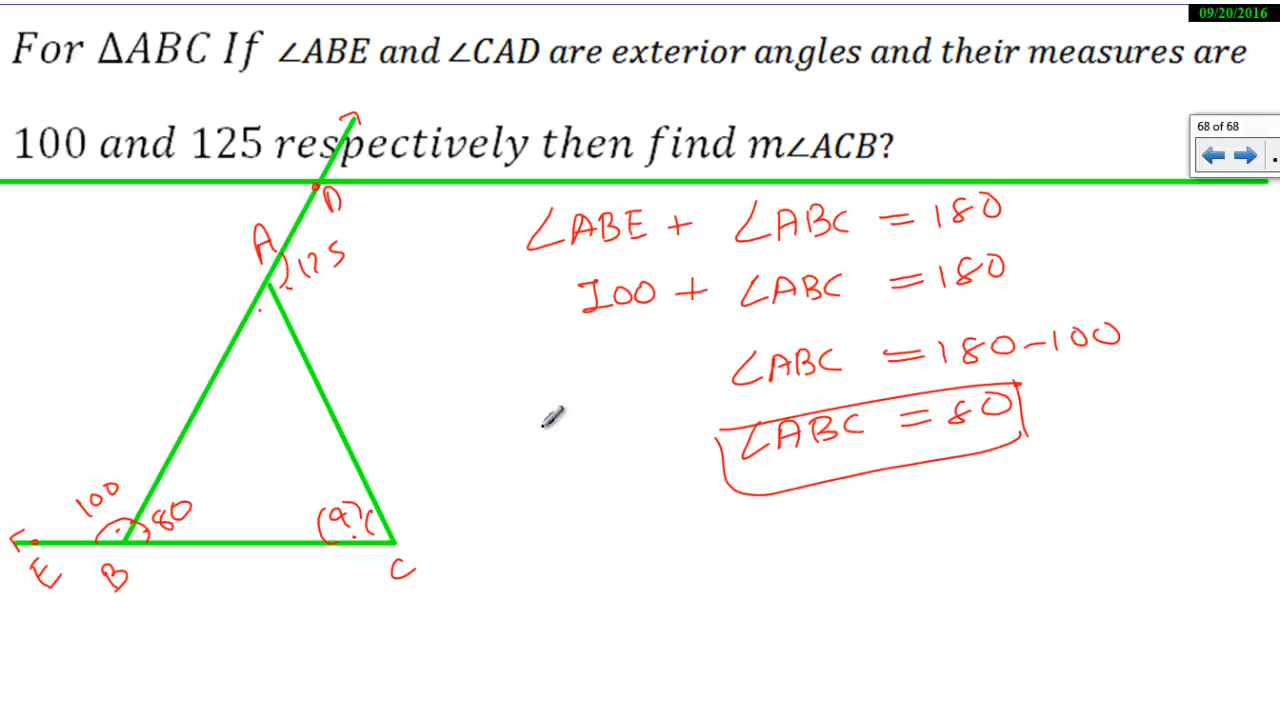 09/20/2016
For ΔABC If ∠ABE and ∠CAD are exterior angles and their measures are
68 of 68
100 and 125 respectively then find m∠ACB?
D
∠ABE + ∠ABC = 180
A
125
100 + ∠ABC = 180
∠ABC = 180-100
∠ABC = 80
100
80
(a?)
E
B
C